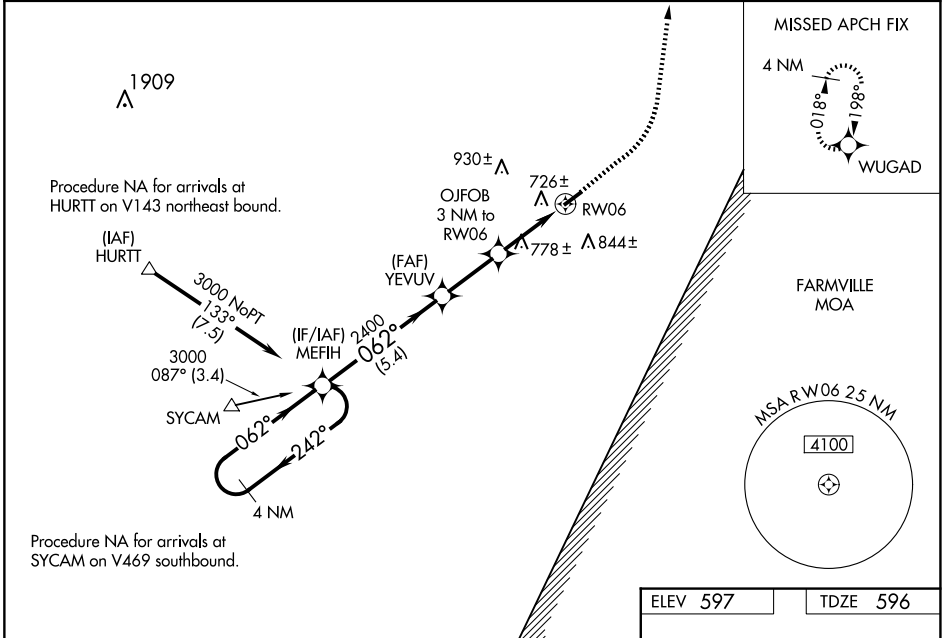 MISSED APCH FIX
4 NM
018°
198°
WUGAD
1909
Procedure NA for arrivals at
HURTT on V143 northeast bound.
930±
726±
RW06
OJFOB
3 NM to
RW06
778±
844±
(IAF)
HURTT
3000 NoPT
133°
(7.5)
(FAF)
YEVUV
(IF/IAF)
MEFIH
2400
062°
(5.4)
3000
087° (3.4)
SYCAM
062°
242°
4 NM
Procedure NA for arrivals at
SYCAM on V469 southbound.
FARMVILLE
MOA
MSA RW06 25 NM
4100
ELEV 597
TDZE 596